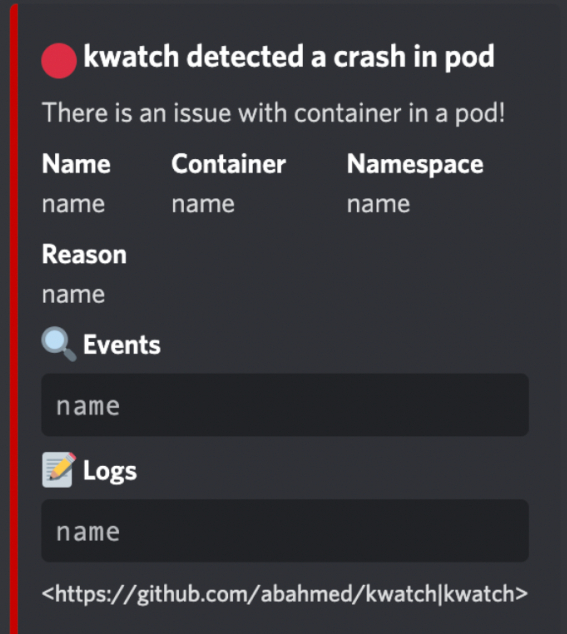 kwatch detected a crash in pod
There is an issue with container in a pod!
Name Container Namespace
name name name
Reason
name
Events
name
Logs
name
<https://github.com/abahmed/kwatch|kwatch>